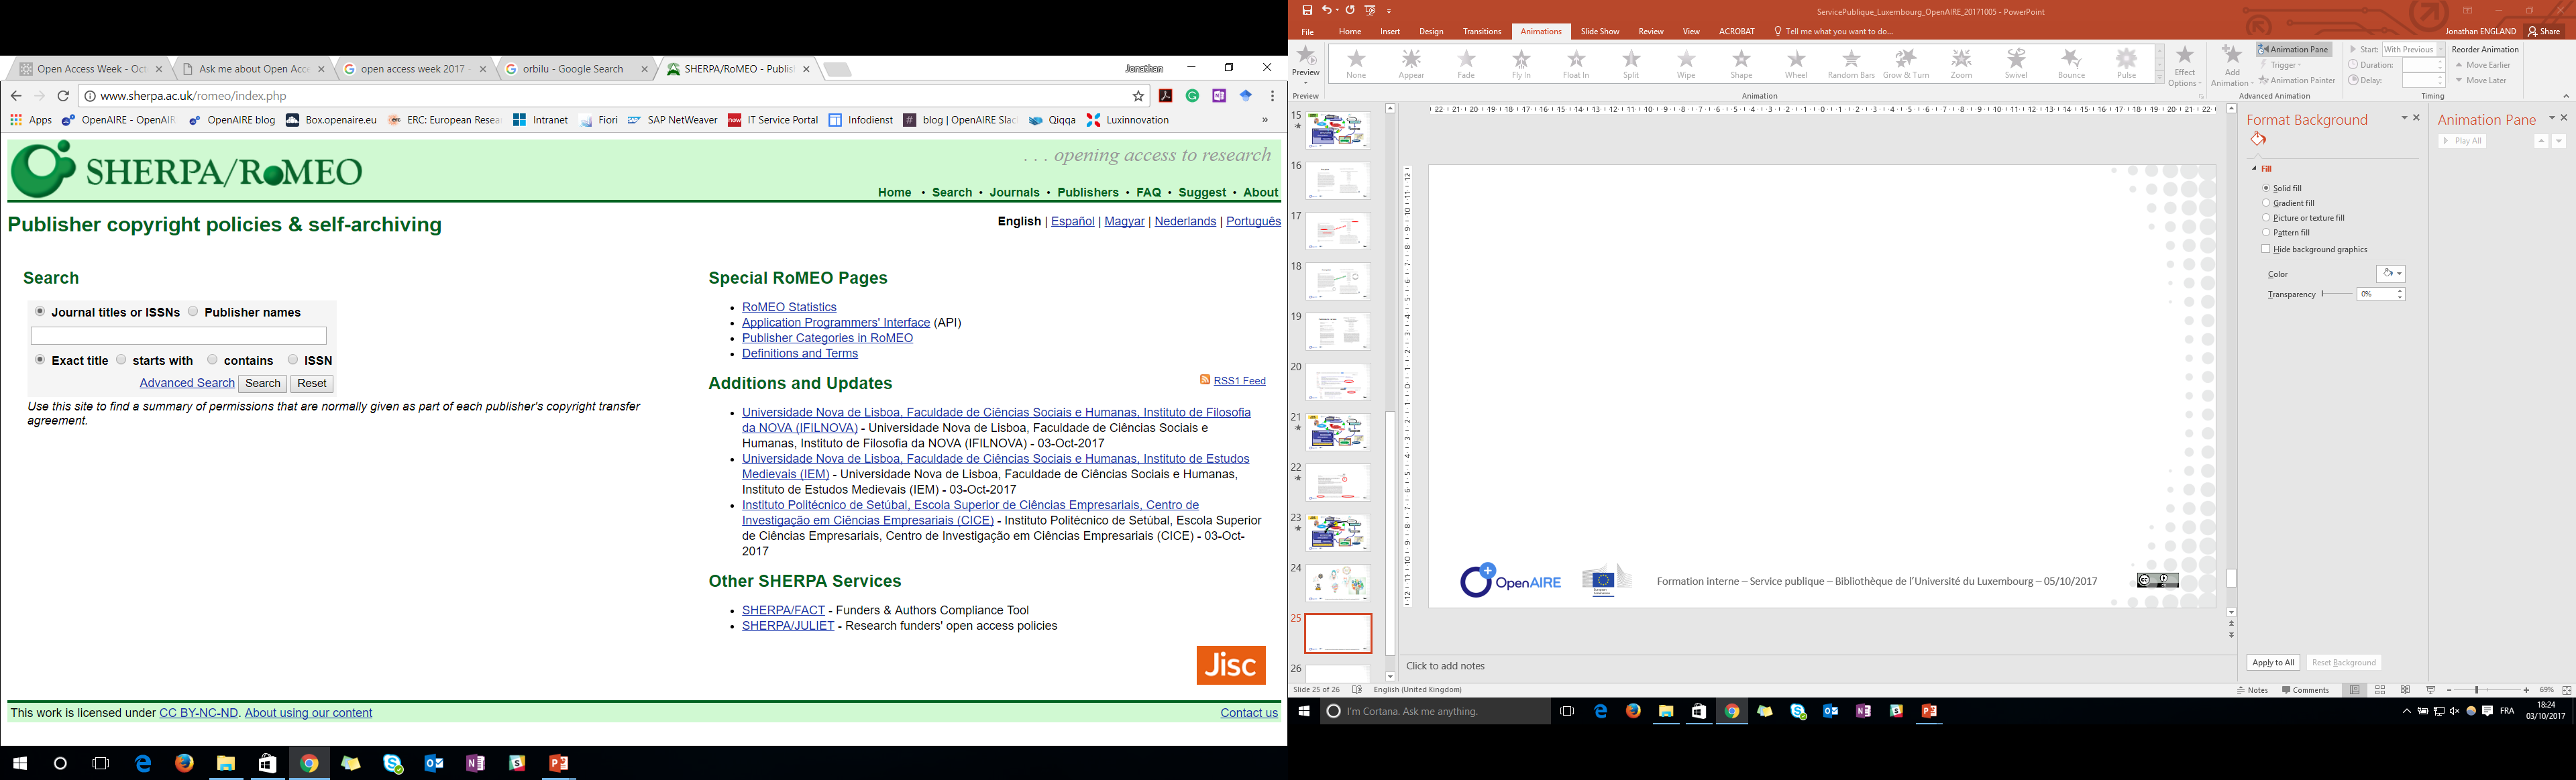 Open Access Week - Oct
Ask me about Open Acce
open access week 2017 -
orbilu - Google Search
SHERPA/RoMEO - Publis
Jonathan
www.sherpa.ac.uk/romeo/index.php
Apps
OpenAIRE - OpenAIR
OpenAIRE blog
Box.openaire.eu
ERC: European Resea
Intranet
Fiori
SAP NetWeaver
IT Service Portal
Infodienst
blog | OpenAIRE Slac
Qiqqa
Luxinnovation
»
SHERPA/RoMEO
. . . opening access to research
Home • Search • Journals • Publishers • FAQ • Suggest • About
Publisher copyright policies & self-archiving
English | Español | Magyar | Nederlands | Português
Search
Journal titles or ISSNs Publisher names
Exact title starts with contains ISSN
Advanced Search Search Reset
Use this site to find a summary of permissions that are normally given as part of each publisher's copyright transfer
agreement.
Special RoMEO Pages
• RoMEO Statistics
• Application Programmers' Interface (API)
• Publisher Categories in RoMEO
• Definitions and Terms
Additions and Updates
RSS1 Feed
• Universidade Nova de Lisboa, Faculdade de Ciências Sociais e Humanas, Instituto de Filosofia
da NOVA (IFILNOVA) - Universidade Nova de Lisboa, Faculdade de Ciências Sociais e
Humanas, Instituto de Filosofia da NOVA (IFILNOVA) - 03-Oct-2017
• Universidade Nova de Lisboa, Faculdade de Ciências Sociais e Humanas, Instituto de Estudos
Medievais (IEM) - Universidade Nova de Lisboa, Faculdade de Ciências Sociais e Humanas,
Instituto de Estudos Medievais (IEM) - 03-Oct-2017
• Instituto Politécnico de Setúbal, Escola Superior de Ciências Empresariais, Centro de
Investigação em Ciências Empresariais (CICE) - Instituto Politécnico de Setúbal, Escola Superior
de Ciências Empresariais, Centro de Investigação em Ciências Empresariais (CICE) - 03-Oct-
2017
Other SHERPA Services
• SHERPA/FACT - Funders & Authors Compliance Tool
• SHERPA/JULIET - Research funders' open access policies
Jisc
This work is licensed under CC BY-NC-ND. About using our content
Contact us
ServicePublique_Luxembourg_OpenAIRE_20171005 - PowerPoint
File Home Insert Design Transitions Animations Slide Show Review View ACROBAT Tell me what you want to do...
Jonathan ENGLAND Share
Preview
None Appear Fade Fly In Float In Split Wipe Shape Wheel Random Bars Grow & Turn Zoom Swivel Bounce Pulse
Effect
Options
Add
Animation
Animation Pane
Trigger
Animation Painter
Start: With Previous
Duration:
Delay:
Reorder Animation
Move Earlier
Move Later
Preview
Animation
Advanced Animation
Timing
15
16
17
18
19
20
21
22
23
24
25
26
OpenAIRE
Formation interne – Service publique – Bibliothèque de l'Université du Luxembourg – 05/10/2017
Click to add notes
Format Background
Fill
Solid fill
Gradient fill
Picture or texture fill
Pattern fill
Hide background graphics
Color
Transparency 0%
Apply to All Reset Background
Animation Pane
Play All
Slide 25 of 26
English (United Kingdom)
Notes Comments
69%
I'm Cortana. Ask me anything.
FRA
18:24
03/10/2017